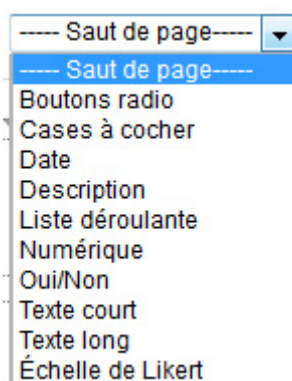 ----- Saut de page-----
----- Saut de page-----
Boutons radio
Cases à cocher
Date
Description
Liste déroulante
Numérique
Oui/Non
Texte court
Texte long
Échelle de Likert